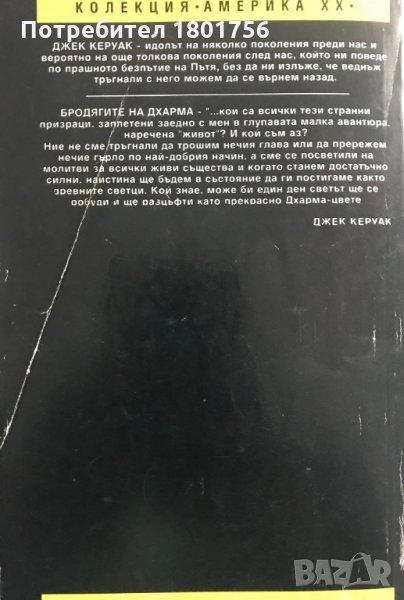 КОЛЕКЦИЯ·АМЕРИКА XX·
Потребител 1801756
ДЖЕК КЕРУАК - идолът на няколко поколения преди нас и
вероятно на още толкова поколения след нас, който ни поведе
по прашното безпътие на Пътя, без да ни излъже, че веднъж
тръгнали с него можем да се върнем назад.
БРОДЯГИТЕ НА ДХАРМА - "...кои са всички тези странни
призраци, заплетени заедно с мен в глупавата малка авантюра,
наречена "живот"? И кой съм аз?
Ние не сме тръгнали да трошим нечия глава или да прережем
нечие гърло по най-добрия начин, а сме се посветили на
молитви за всички живи същества и когато станем достатъчно
силни, наистина ще бъдем в състояние да ги постигаме както
древните светци. Кой знае, може би един ден светът ще се
пробуди и ще разцъфти като прекрасно Дхарма-цвете
ДЖЕК КЕРУАК
BAZAR
bg